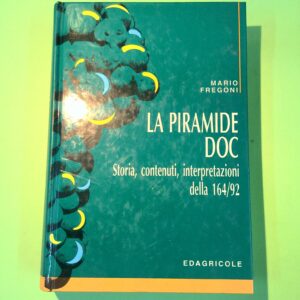 MARIO
FREGONI
LA PIRAMIDE
DOC
Storia, contenuti, interpretazioni
della 164/92
EDAGRICOLE